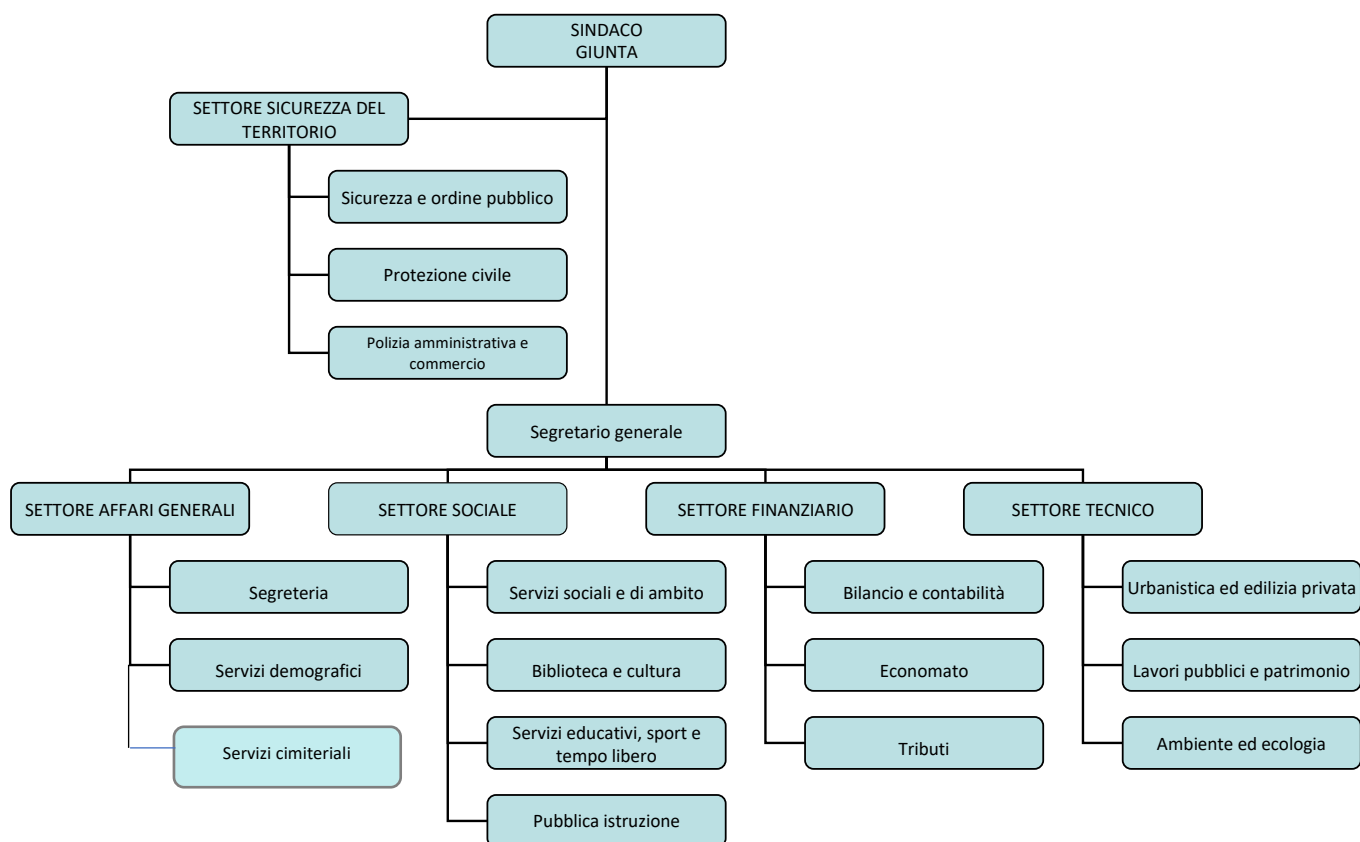 SINDACO
GIUNTA
SETTORE SICUREZZA DEL
TERRITORIO
Sicurezza e ordine pubblico
Protezione civile
Polizia amministrativa e
commercio
Segretario generale
SETTORE AFFARI GENERALI
SETTORE SOCIALE
SETTORE FINANZIARIO
SETTORE TECNICO
Segreteria
Servizi sociali e di ambito
Bilancio e contabilità
Urbanistica ed edilizia privata
Servizi demografici
Biblioteca e cultura
Economato
Lavori pubblici e patrimonio
Servizi cimiteriali
Servizi educativi, sport e
tempo libero
Tributi
Ambiente ed ecologia
Pubblica istruzione